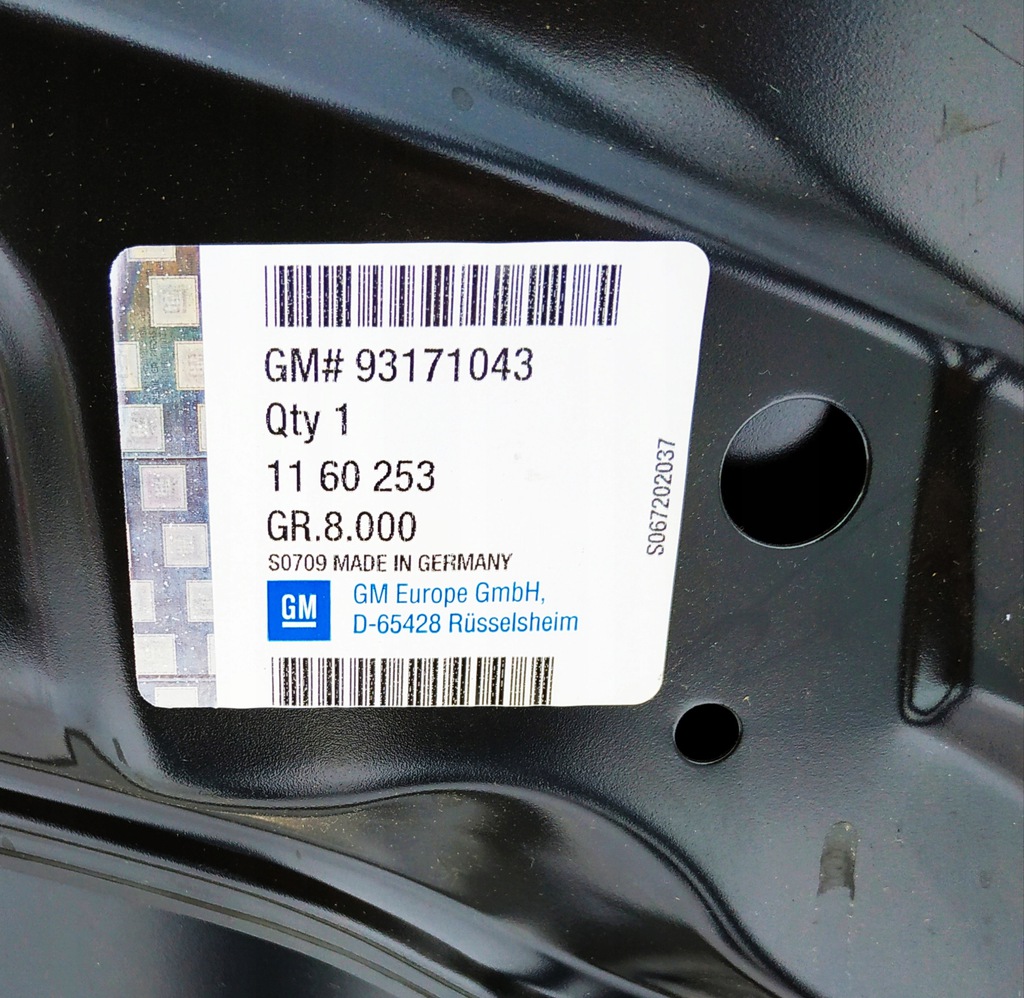 GM# 93171043
Qty 1
11 60 253
GR.8.000
S0709 MADE IN GERMANY
GM
GM Europe GmbH,
D-65428 Rüsselsheim
S067202037